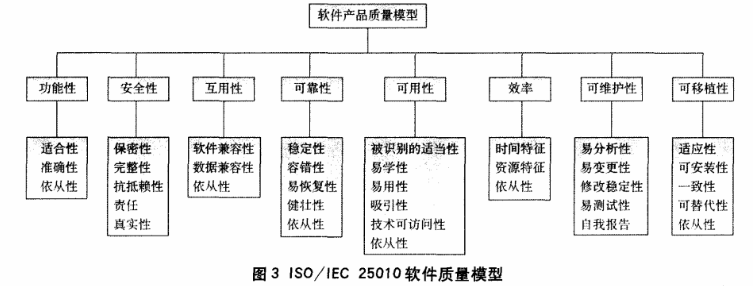 软件产品质量模型
功能性
安全性
互用性
可靠性
可用性
效率
可维护性
可移植性
适合性
准确性
依从性
保密性
完整性
抗抵赖性
责任
真实性
软件兼容性
数据兼容性
依从性
稳定性
容错性
易恢复性
健壮性
依从性
被识别的适当性
易学性
易用性
吸引性
技术可访问性
依从性
时间特征
资源特征
依从性
易分析性
易变更性
修改稳定性
易测试性
自我报告
适应性
可安装性
一致性
可替代性
依从性
图3 ISO/IEC 25010软件质量模型